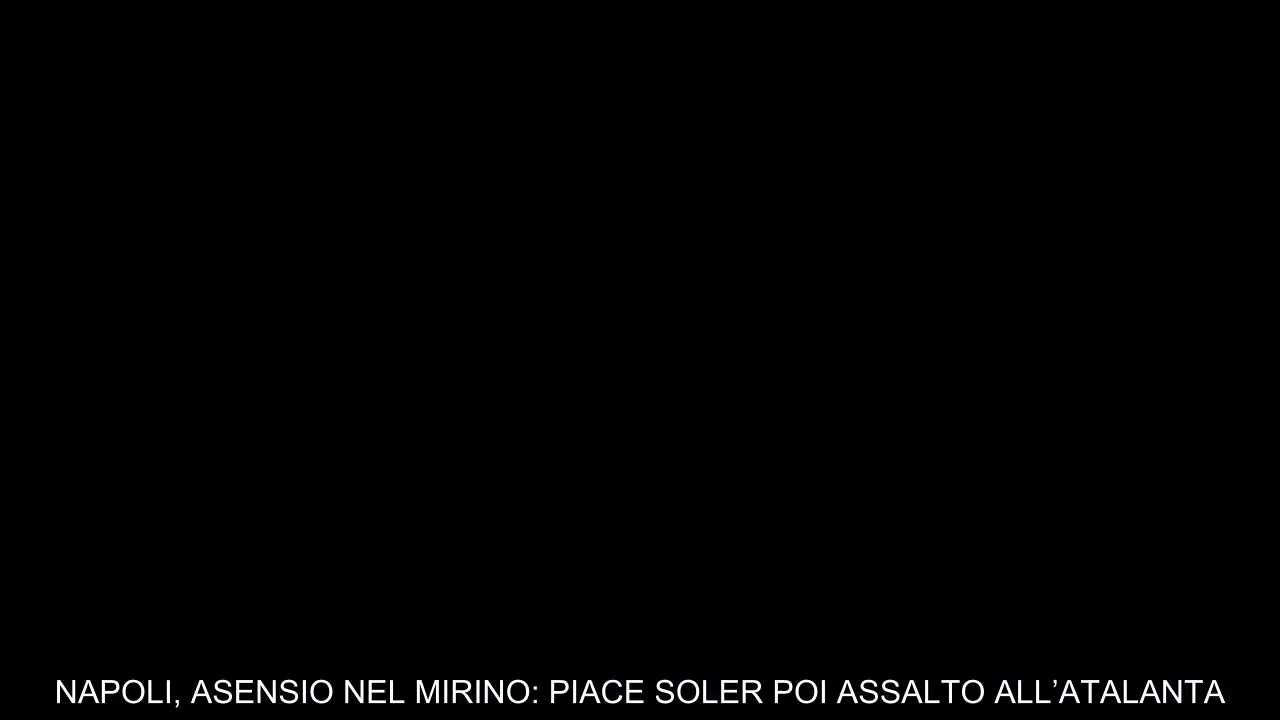 NAPOLI, ASENSIO NEL MIRINO: PIACE SOLER POI ASSALTO ALL’ATALANTA